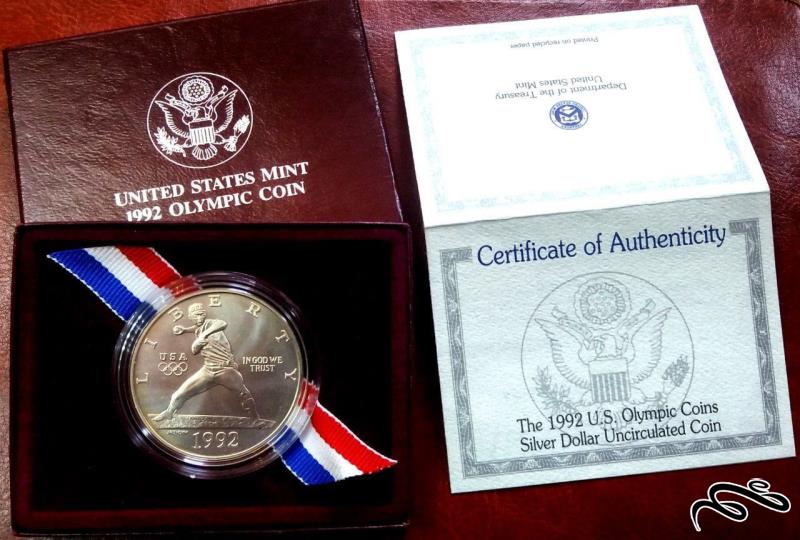 UNITED STATES MINT
1992 OLYMPIC COIN
LIBERTY
USA
IN GOD WE
TRUST
1992
Printed on recycled paper
Department of the Treasury
United States Mint
Certificate of Authenticity
The 1992 U.S. Olympic Coins
Silver Dollar Uncirculated Coin